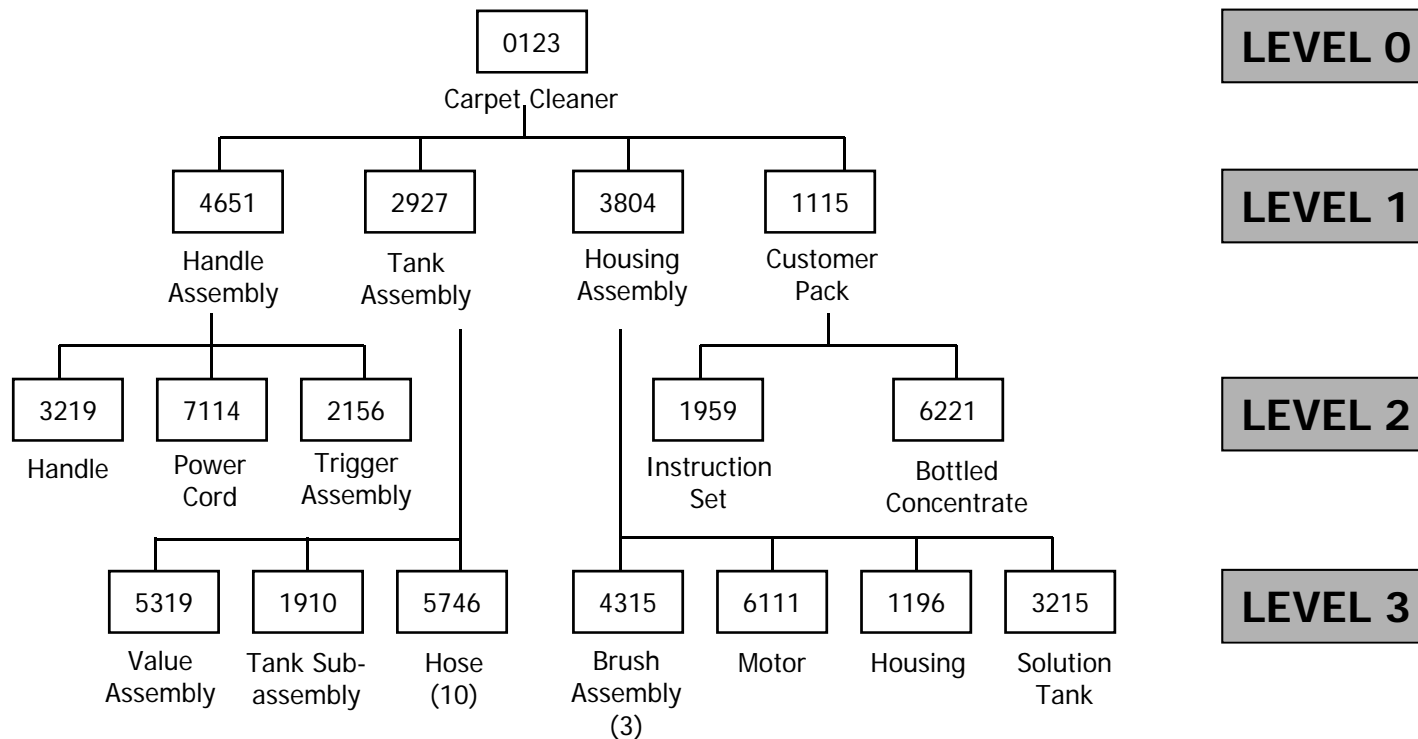 0123
LEVEL 0
Carpet Cleaner
4651
2927
3804
1115
LEVEL 1
Handle
Assembly
Tank
Assembly
Housing
Assembly
Customer
Pack
3219
7114
2156
1959
6221
LEVEL 2
Handle
Power
Cord
Trigger
Assembly
Instruction
Set
Bottled
Concentrate
5319
1910
5746
4315
6111
1196
3215
LEVEL 3
Value
Assembly
Tank Sub-
assembly
Hose
(10)
Brush
Assembly
(3)
Motor
Housing
Solution
Tank